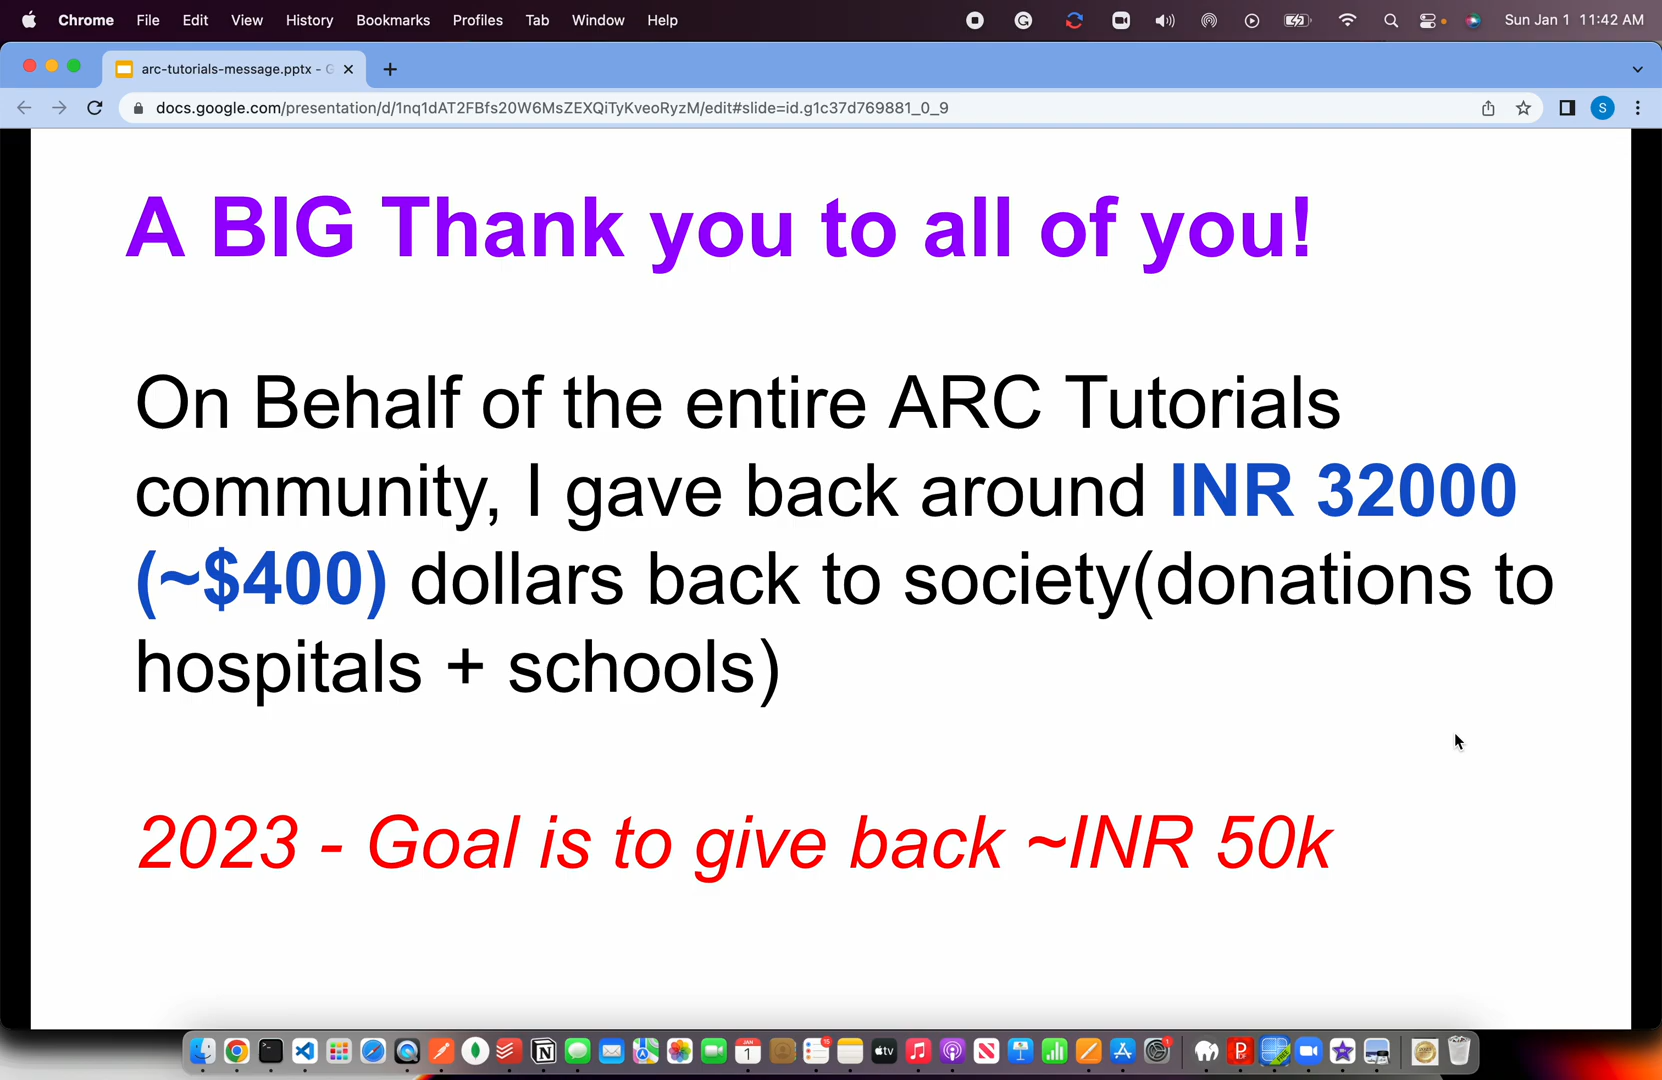 Chrome File Edit View History Bookmarks Profiles Tab Window Help Sun Jan 1 11:42 AM
arc-tutorials-message.pptx - G
docs.google.com/presentation/d/1nq1dAT2FBfs20W6MsZEXQiTyKveoRyzM/edit#slide=id.g1c37d769881_0_9 S
A BIG Thank you to all of you!
On Behalf of the entire ARC Tutorials
community, I gave back around INR 32000
(~$400) dollars back to society(donations to
hospitals + schools)
2023 - Goal is to give back ~INR 50k